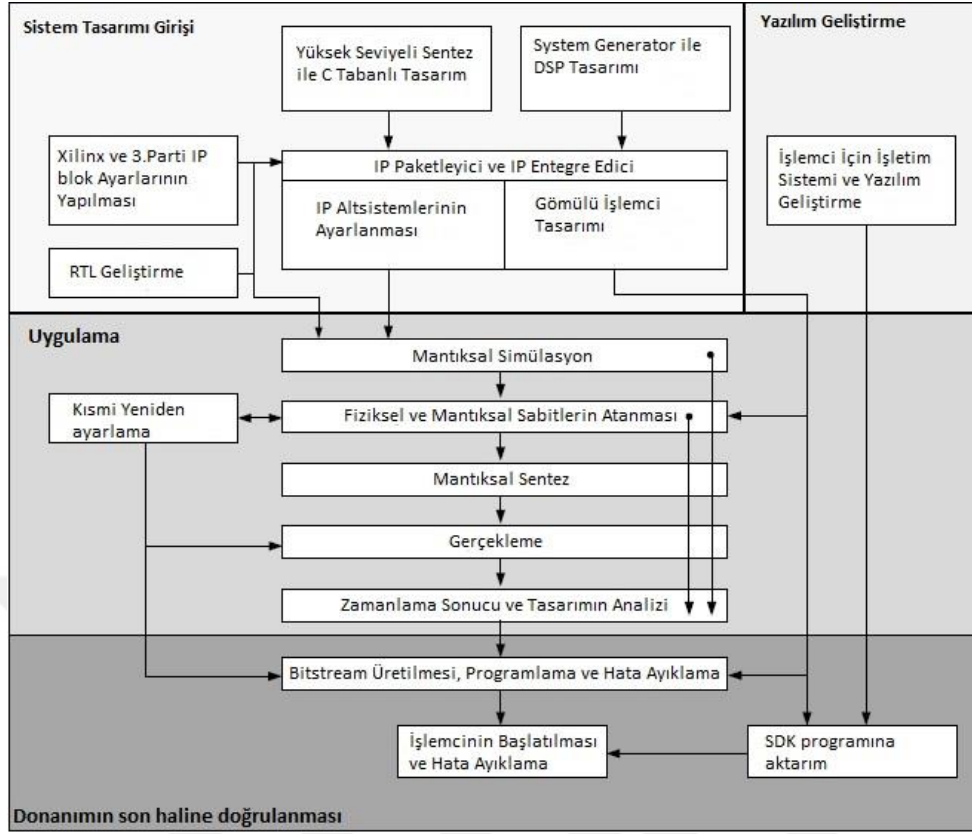 Sistem Tasarımı Girişi
Yazılım Geliştirme
Yüksek Seviyeli Sentez
ile C Tabanlı Tasarım
System Generator ile
DSP Tasarımı
Xilinx ve 3.Parti IP
blok Ayarlarının
Yapılması
IP Paketleyici ve IP Entegre Edici
IP Altsistemlerinin
Ayarlanması
Gömülü İşlemci
Tasarımı
İşlemci İçin İşletim
Sistemi ve Yazılım
Geliştirme
RTL Geliştirme
Uygulama
Mantıksal Simülasyon
Kısmi Yeniden
ayarlama
Fiziksel ve Mantıksal Sabitlerin Atanması
Mantıksal Sentez
Gerçekleme
Zamanlama Sonucu ve Tasarımın Analizi
Bitstream Üretilmesi, Programlama ve Hata Ayıklama
İşlemcinin Başlatılması
ve Hata Ayıklama
SDK programına
aktarım
Donanımın son haline doğrulanması